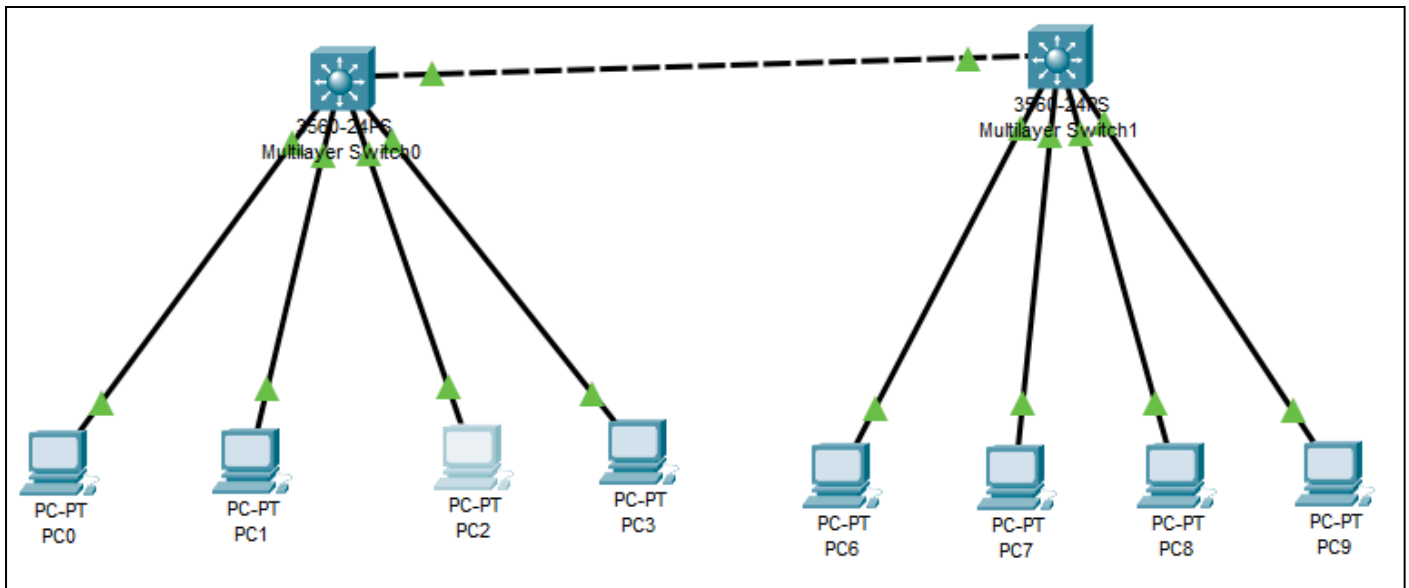 3560-24PS
Multilayer Switch0
3560-24PS
Multilayer Switch1
PC-PT
PC0
PC-PT
PC1
PC-PT
PC2
PC-PT
PC3
PC-PT
PC6
PC-PT
PC7
PC-PT
PC8
PC-PT
PC9